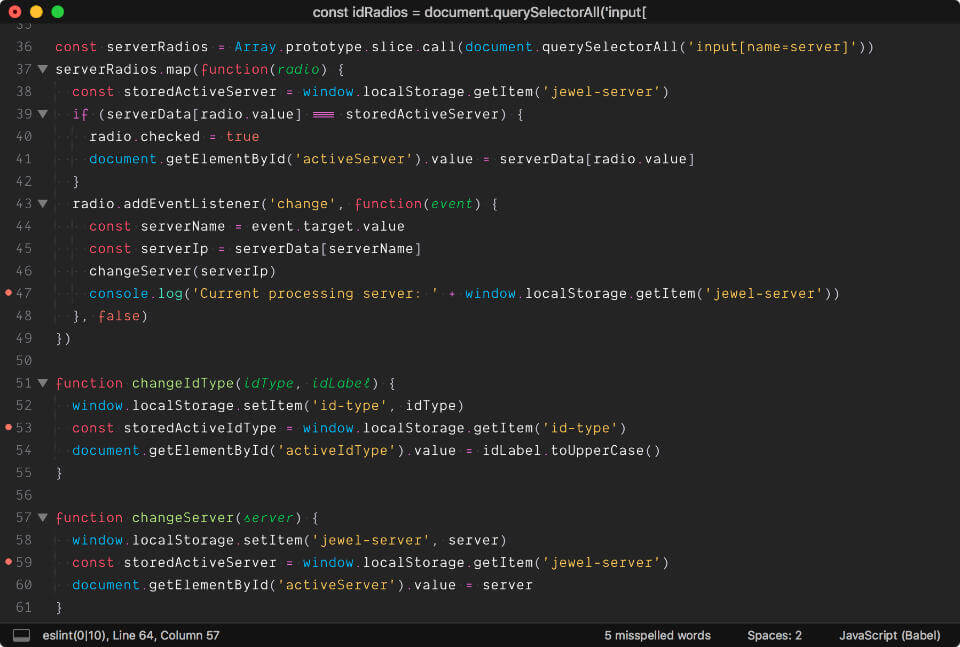 const idRadios = document.querySelectorAll('input[
35
36 const serverRadios = Array.prototype.slice.call(document.querySelectorAll('input[name=server]'))
37 serverRadios.map(function(radio) {
38 const storedActiveServer = window.localStorage.getItem('jewel-server')
39 if (serverData[radio.value] === storedActiveServer) {
40 radio.checked = true
41 document.getElementById('activeServer').value = serverData[radio.value]
42 }
43 radio.addEventListener('change', function(event) {
44 const serverName = event.target.value
45 const serverIp = serverData[serverName]
46 changeServer(serverIp)
47 console.log('Current processing server: ' + window.localStorage.getItem('jewel-server'))
48 }, false)
49 })
50
51 function changeIdType(idType, idLabel) {
52 window.localStorage.setItem('id-type', idType)
53 const storedActiveIdType = window.localStorage.getItem('id-type')
54 document.getElementById('activeIdType').value = idLabel.toUpperCase()
55 }
56
57 function changeServer(server) {
58 window.localStorage.setItem('jewel-server', server)
59 const storedActiveServer = window.localStorage.getItem('jewel-server')
60 document.getElementById('activeServer').value = server
61 }
eslint(0|10), Line 64, Column 57 5 misspelled words Spaces: 2 JavaScript (Babel)